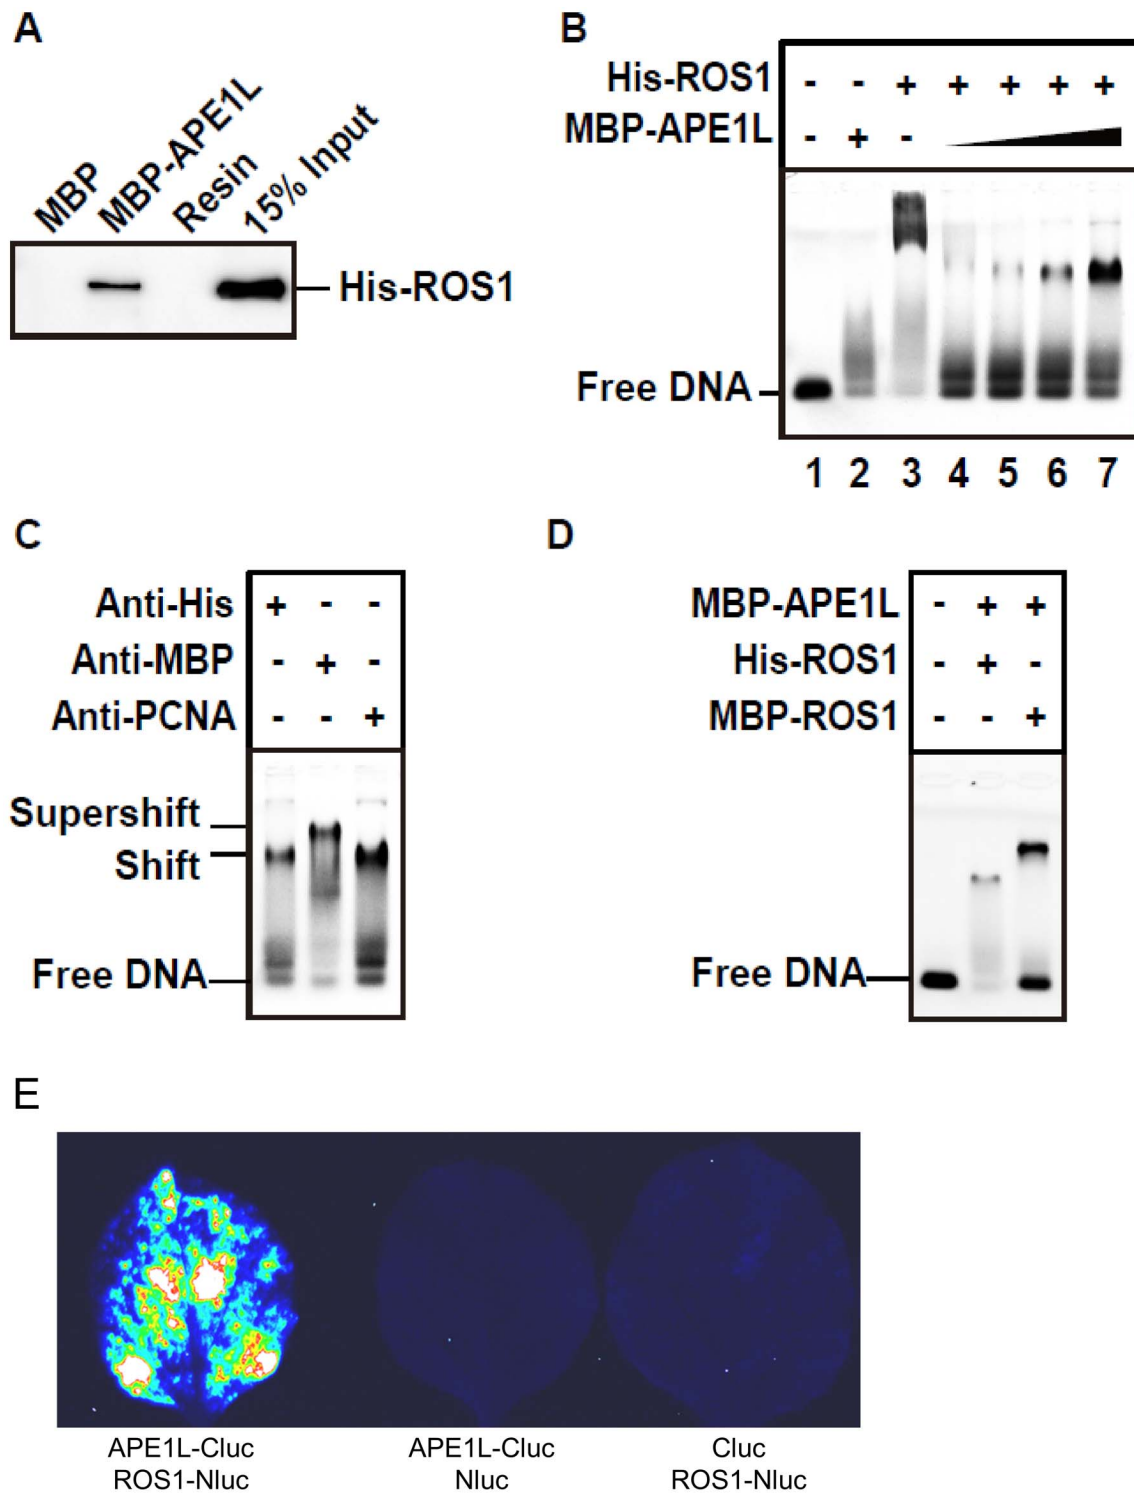 A
MBP
MBP-APE1L
Resin
15% Input
His-ROS1
B
His-ROS1 - - + + + + +
MBP-APE1L - + -
Free DNA
1 2 3 4 5 6 7
C
Anti-His + - -
Anti-MBP - + -
Anti-PCNA - - +
Supershift
Shift
Free DNA
D
MBP-APE1L - + +
His-ROS1 - + -
MBP-ROS1 - - +
Free DNA
E
APE1L-Cluc
ROS1-Nluc
APE1L-Cluc
Nluc
Cluc
ROS1-Nluc